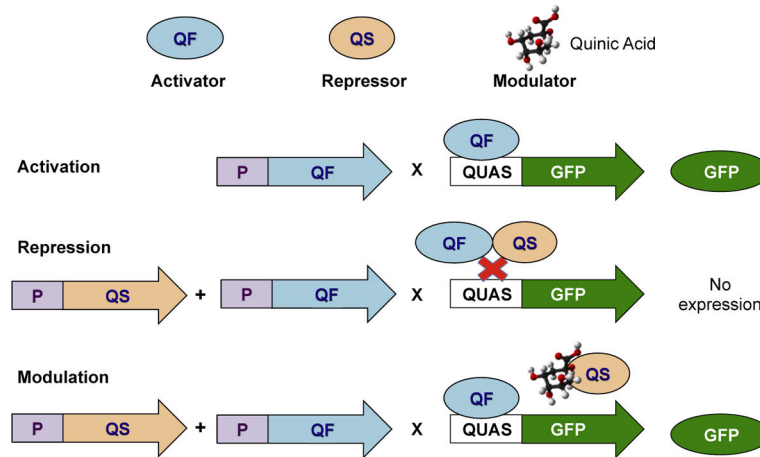 QF QS Quinic Acid
Activator Repressor Modulator
Activation
P QF X QF QUAS GFP GFP
Repression
P QS + P QF X QF QS QUAS GFP No
expression
Modulation
P QS + P QF X QF QS QUAS GFP GFP